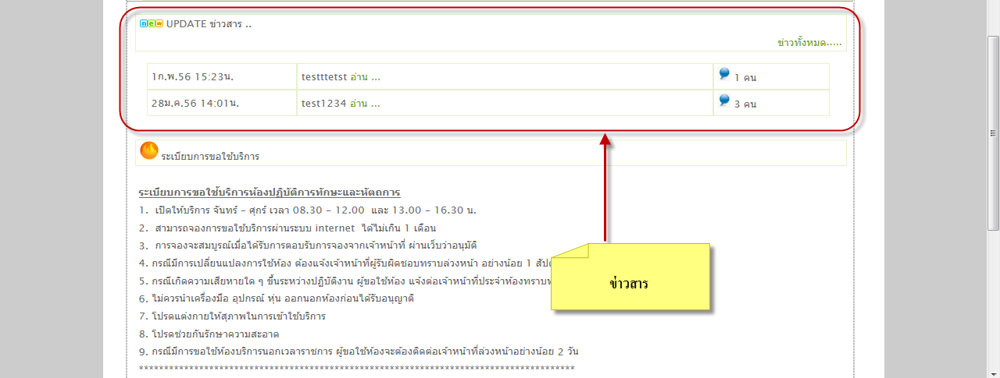 new UPDATE ข่าวสาร ..
ข่าวทั้งหมด.....
1ก.พ.56 15:23น. testttetst อ่าน ... 1 คน
28ม.ค.56 14:01น. test1234 อ่าน ... 3 คน
ระเบียบการขอใช้บริการ
ระเบียบการขอใช้บริการห้องปฏิบัติการทักษะและหัตถการ
1. เปิดให้บริการ จันทร์ - ศุกร์ เวลา 08.30 - 12.00 และ 13.00 - 16.30 น.
2. สามารถจองการขอใช้บริการผ่านระบบ internet ได้ไม่เกิน 1 เดือน
3. การจองจะสมบูรณ์เมื่อได้รับการตอบรับการจองจากเจ้าหน้าที่ ผ่านเว็บว่าอนุมัติ
4. กรณีมีการเปลี่ยนแปลงการใช้ห้อง ต้องแจ้งเจ้าหน้าที่ผู้รับผิดชอบทราบล่วงหน้า อย่างน้อย 1
5. กรณีเกิดความเสียหายใด ๆ ขึ้นระหว่างปฏิบัติงาน ผู้ขอใช้ห้อง แจ้งต่อเจ้าหน้าที่ประจำห้องทราบ
ข่าวสาร
6. ไม่ควรนำเครื่องมือ อุปกรณ์ หุ่น ออกนอกห้องก่อนได้รับอนุญาติ
7. โปรดแต่งกายให้สุภาพในการเข้าใช้บริการ
8. โปรดช่วยกันรักษาความสะอาด
9. กรณีมีการขอใช้ห้องบริการนอกเวลาราชการ ผู้ขอใช้ห้องจะต้องติดต่อเจ้าหน้าที่ล่วงหน้าอย่างน้อย 2 วัน